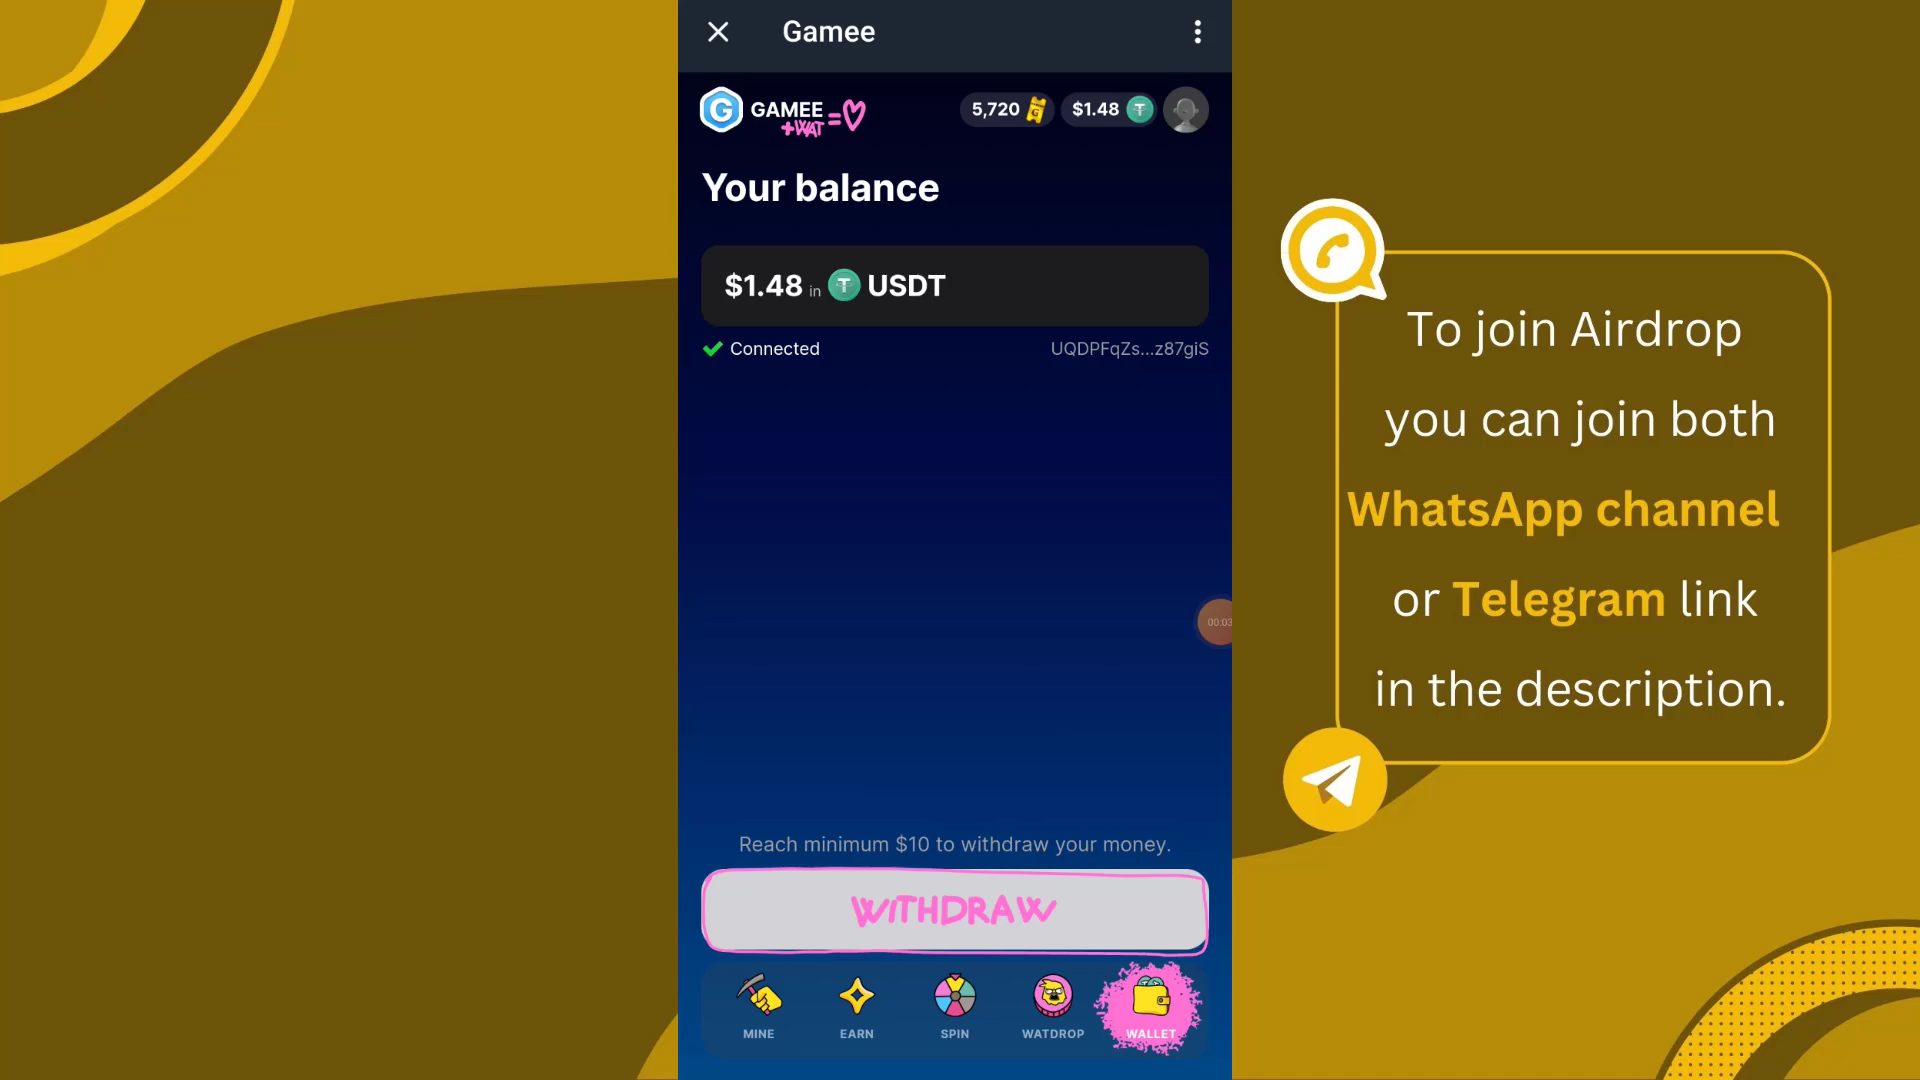 Gamee
GAMEE
+WAT=
5,720
$1.48
Your balance
$1.48 in USDT
Connected
UQDPFqZs...z87giS
00:03
Reach minimum $10 to withdraw your money.
WITHDRAW
MINE
EARN
SPIN
WATDROP
WALLET
To join Airdrop
you can join both
WhatsApp channel
or Telegram link
in the description.